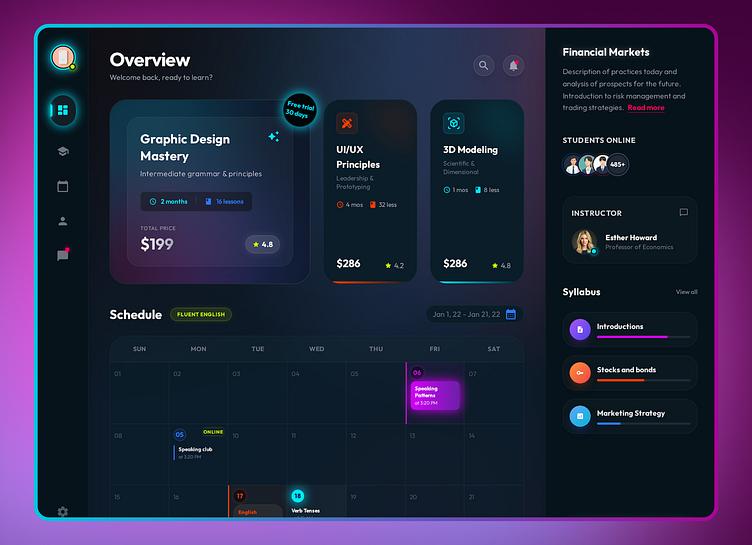 Overview
Welcome back, ready to learn?
Free trial
30 days
Graphic Design
Mastery
Intermediate grammar & principles
2 months
16 lessons
TOTAL PRICE
$199
4.8
UI/UX
Principles
Leadership &
Prototyping
4 mos
32 less
$286
4.2
3D Modeling
Scientific &
Dimensional
1 mos
8 less
$286
4.8
Schedule
FLUENT ENGLISH
Jan 1, 22 - Jan 21, 22
SUN MON TUE WED THU FRI SAT
01 02 03 04 05 06 07
Speaking
Patterns
at 3:20 PM
08 05 ONLINE 10 11 12 13 14
Speaking club
at 3:20 PM
15 16 17 18 19 20 21
English
Verb Tenses
Financial Markets
Description of practices today and
analysis of prospects for the future.
Introduction to risk management and
trading strategies. Read more
STUDENTS ONLINE
485+
INSTRUCTOR
Esther Howard
Professor of Economics
Syllabus
View all
Introductions
Stocks and bonds
Marketing Strategy